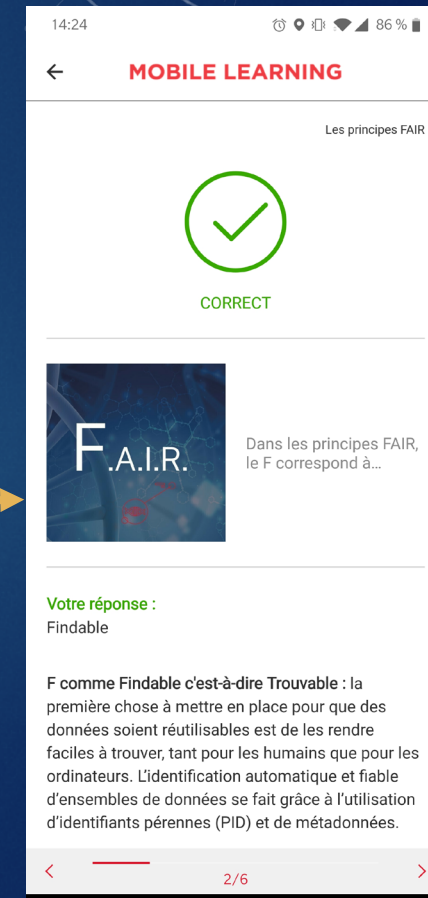 14:24
86 %
MOBILE LEARNING
Les principes FAIR
CORRECT
F.A.I.R.
Dans les principes FAIR,
le F correspond à...
Votre réponse :
Findable
F comme Findable c'est-à-dire Trouvable : la
première chose à mettre en place pour que des
données soient réutilisables est de les rendre
faciles à trouver, tant pour les humains que pour les
ordinateurs. L'identification automatique et fiable
d'ensembles de données se fait grâce à l'utilisation
d'identifiants pérennes (PID) et de métadonnées.
2/6